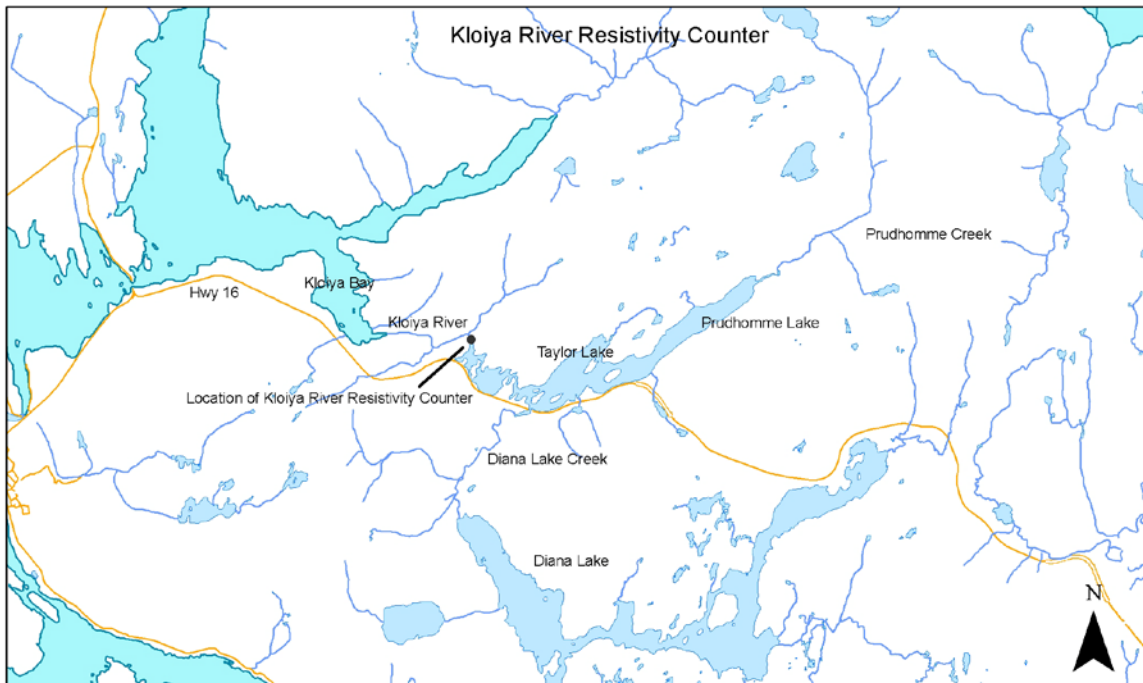 Kloiya River Resistivity Counter
Prudhomme Creek
Kloiya Bay
Hwy 16
Kloiya River
Prudhomme Lake
Taylor Lake
Location of Kloiya River Resistivity Counter
Diana Lake Creek
Diana Lake
N